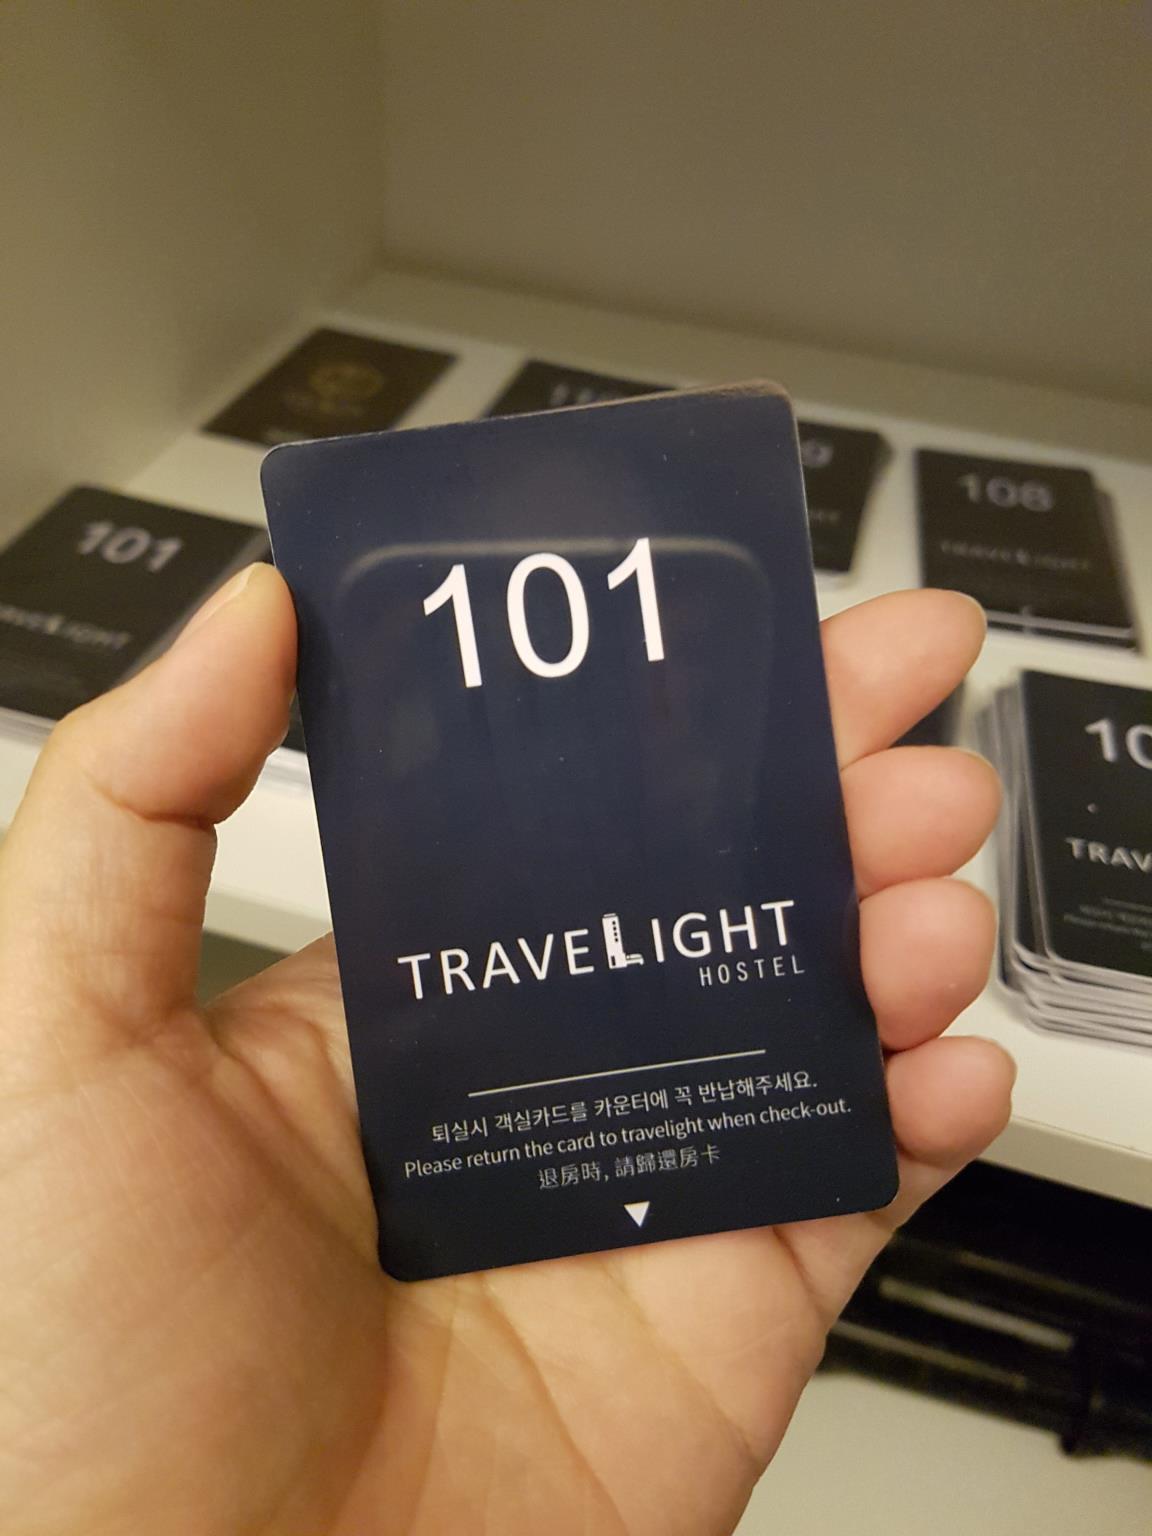 101
TRAVELIGHT
HOSTEL
퇴실시 객실카드를 카운터에 꼭 반납해주세요.
Please return the card to travelight when check-out.
退房時, 請歸還房卡
101
TRAVELIGHT
108
TRAVELIGHT
10
TRAV